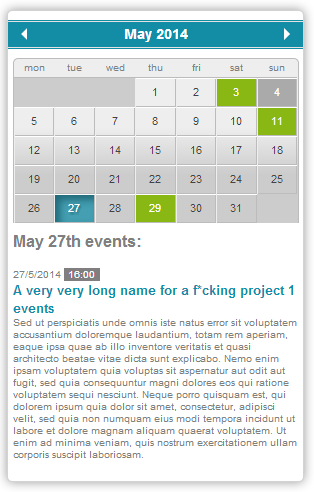 May 2014
mon tue wed thu fri sat sun
1 2 3 4
5 6 7 8 9 10 11
12 13 14 15 16 17 18
19 20 21 22 23 24 25
26 27 28 29 30 31
May 27th events:
27/5/2014 16:00
A very very long name for a f*cking project 1
events
Sed ut perspiciatis unde omnis iste natus error sit voluptatem
accusantium doloremque laudantium, totam rem aperiam,
eaque ipsa quae ab illo inventore veritatis et quasi
architecto beatae vitae dicta sunt explicabo. Nemo enim
ipsam voluptatem quia voluptas sit aspernatur aut odit aut
fugit, sed quia consequuntur magni dolores eos qui ratione
voluptatem sequi nesciunt. Neque porro quisquam est, qui
dolorem ipsum quia dolor sit amet, consectetur, adipisci
velit, sed quia non numquam eius modi tempora incidunt ut
labore et dolore magnam aliquam quaerat voluptatem. Ut
enim ad minima veniam, quis nostrum exercitationem ullam
corporis suscipit laboriosam.